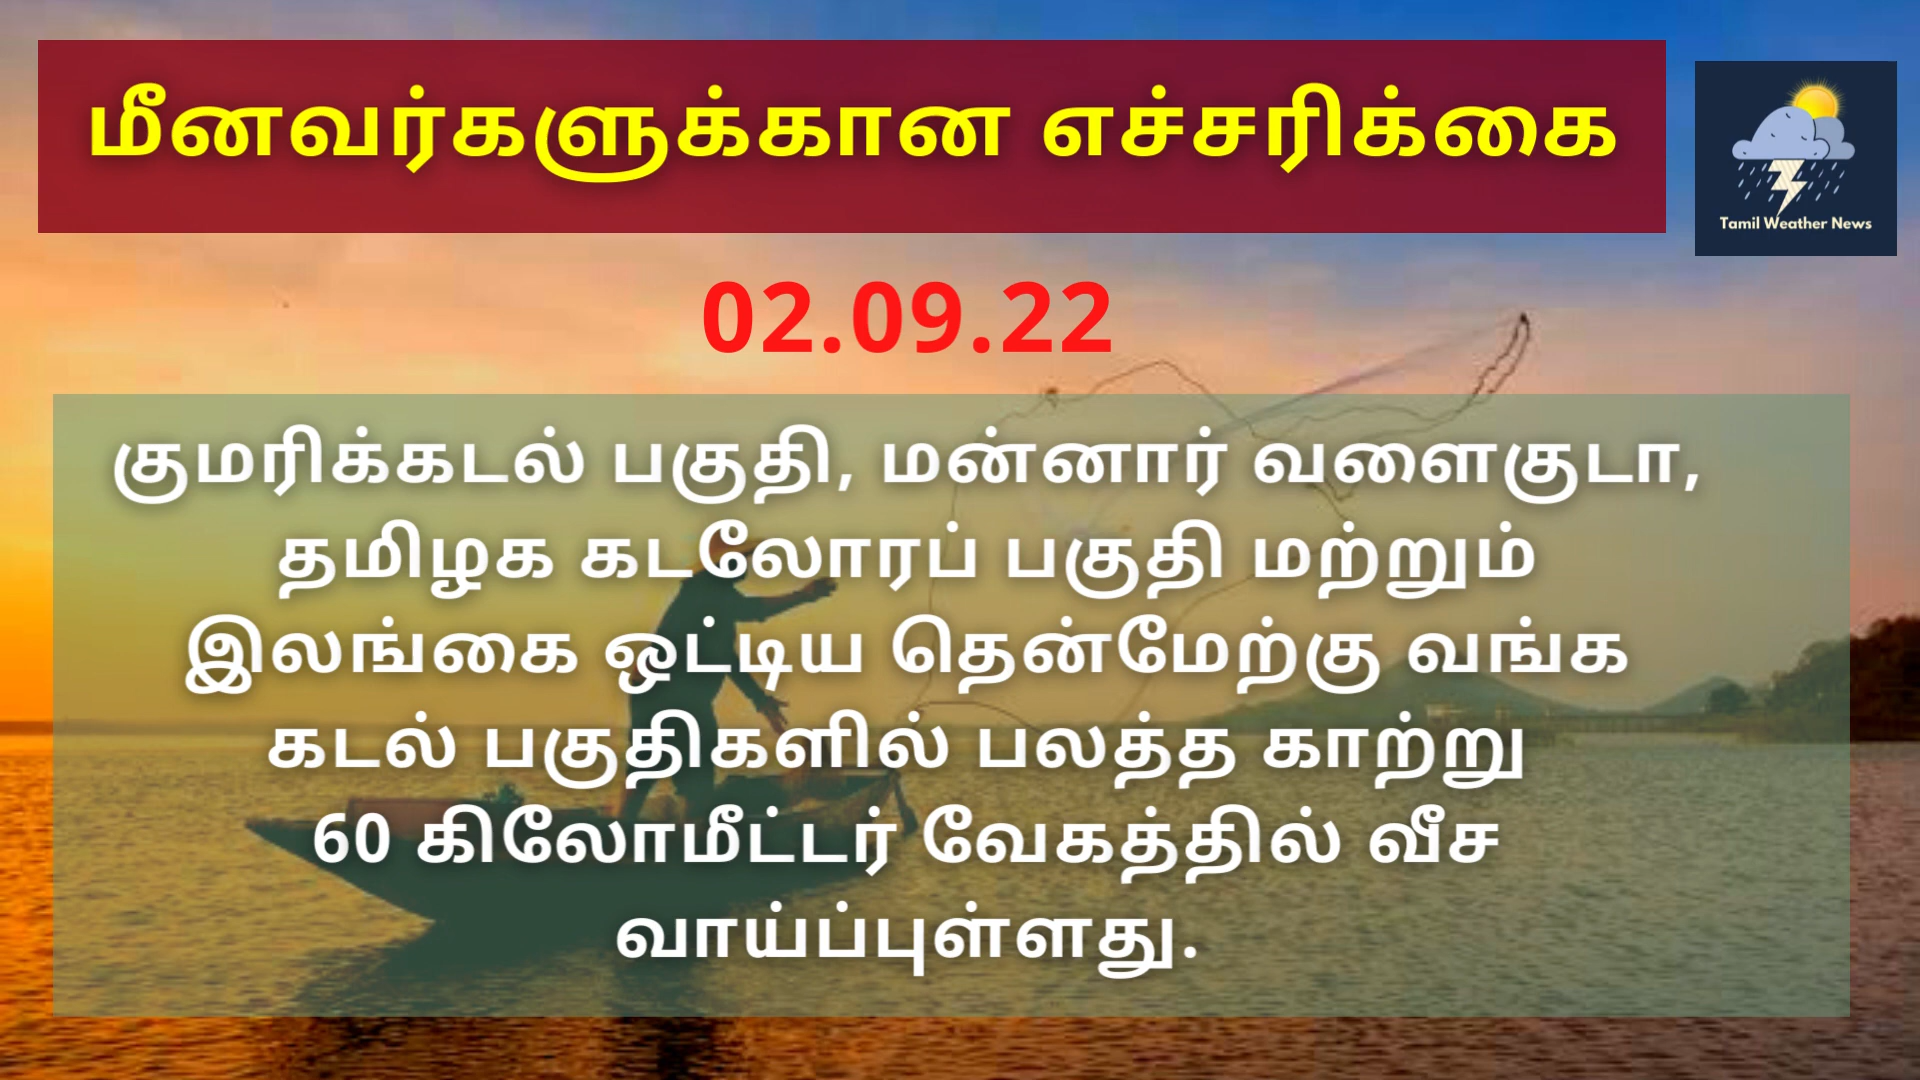 மீனவர்களுக்கான எச்சரிக்கை
Tamil Weather News
02.09.22
குமரிக்கடல் பகுதி, மன்னார் வளைகுடா,
தமிழக கடலோரப் பகுதி மற்றும்
இலங்கை ஒட்டிய தென்மேற்கு வங்க
கடல் பகுதிகளில் பலத்த காற்று
60 கிலோமீட்டர் வேகத்தில் வீச
வாய்ப்புள்ளது.